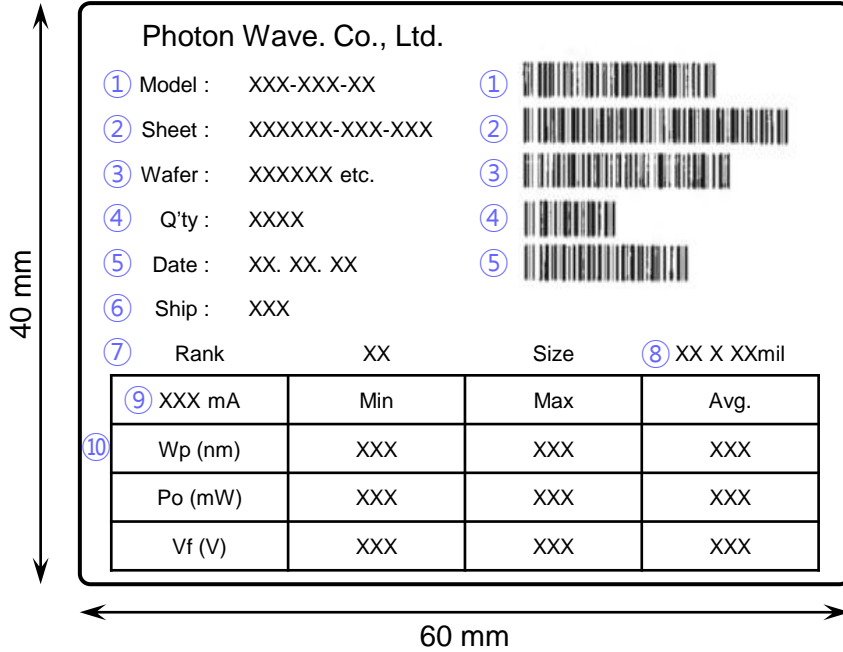 Photon Wave. Co., Ltd.
① Model : XXX-XXX-XX ①
② Sheet : XXXXXX-XXX-XXX ②
③ Wafer : XXXXXX etc. ③
④ Q'ty : XXXX ④
⑤ Date : XX. XX. XX ⑤
⑥ Ship : XXX
⑦ Rank XX Size ⑧ XX X XXmil
⑨ XXX mA Min Max Avg.
⑩ Wp (nm) XXX XXX XXX
Po (mW) XXX XXX XXX
Vf (V) XXX XXX XXX
40 mm
60 mm